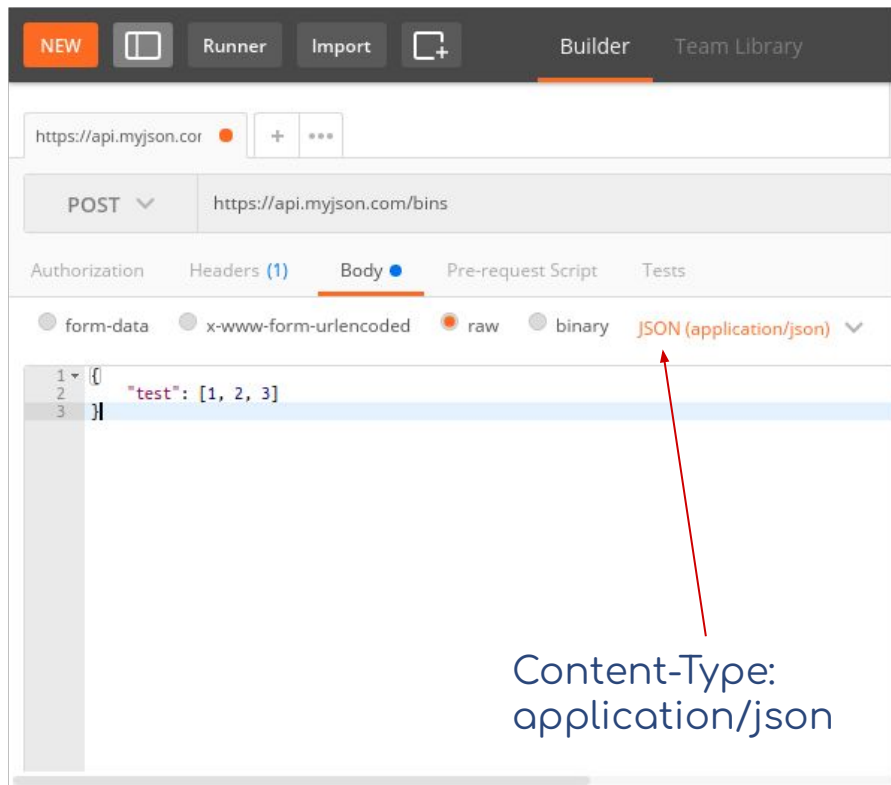 NEW Runner Import Builder Team Library
https://api.myjson.cor + •••
POST https://api.myjson.com/bins
Authorization Headers (1) Body Pre-request Script Tests
form-data x-www-form-urlencoded raw binary JSON (application/json)
1 {
2 "test": [1, 2, 3]
3 }
Content-Type:
application/json